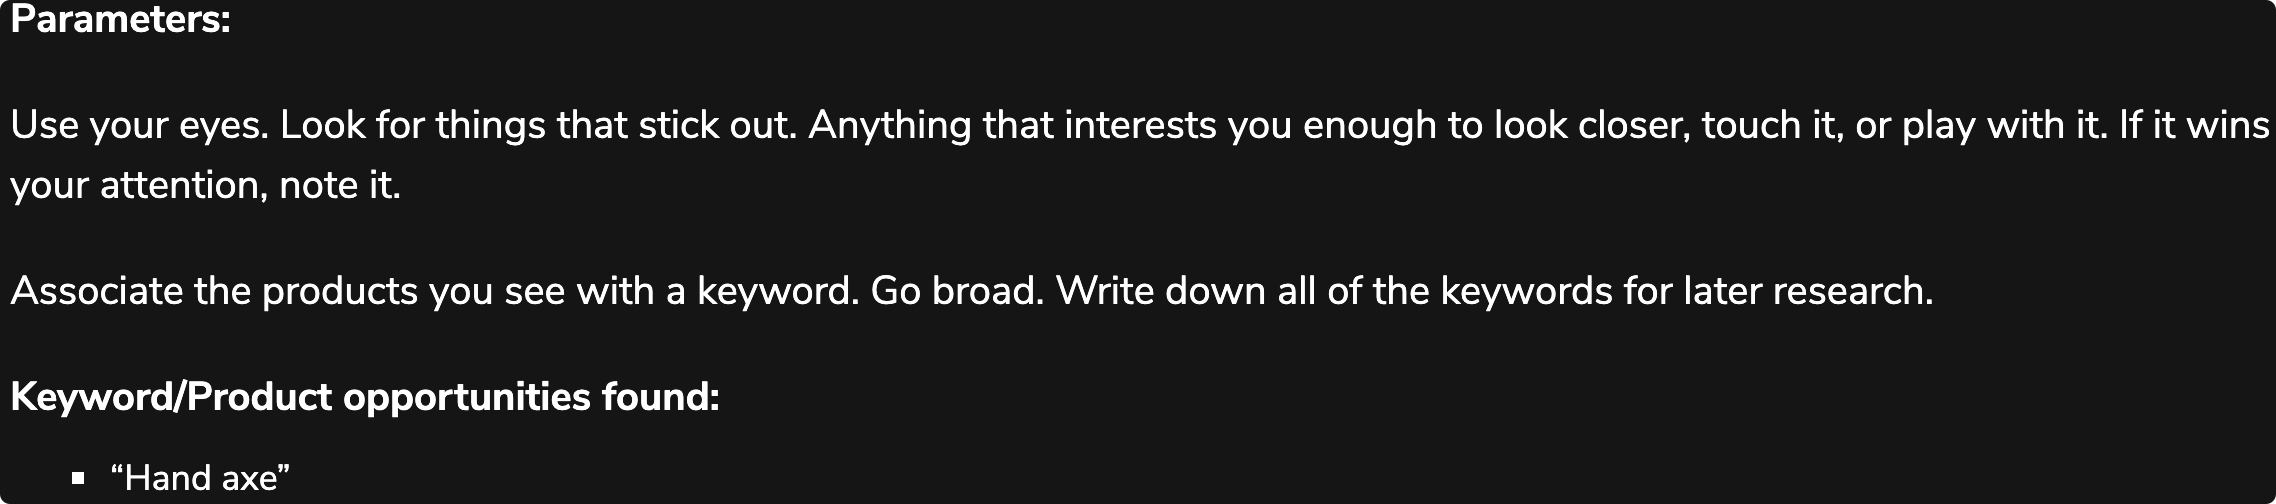 Parameters:
Use your eyes. Look for things that stick out. Anything that interests you enough to look closer, touch it, or play with it. If it wins
your attention, note it.
Associate the products you see with a keyword. Go broad. Write down all of the keywords for later research.
Keyword/Product opportunities found:
▪ “Hand axe”